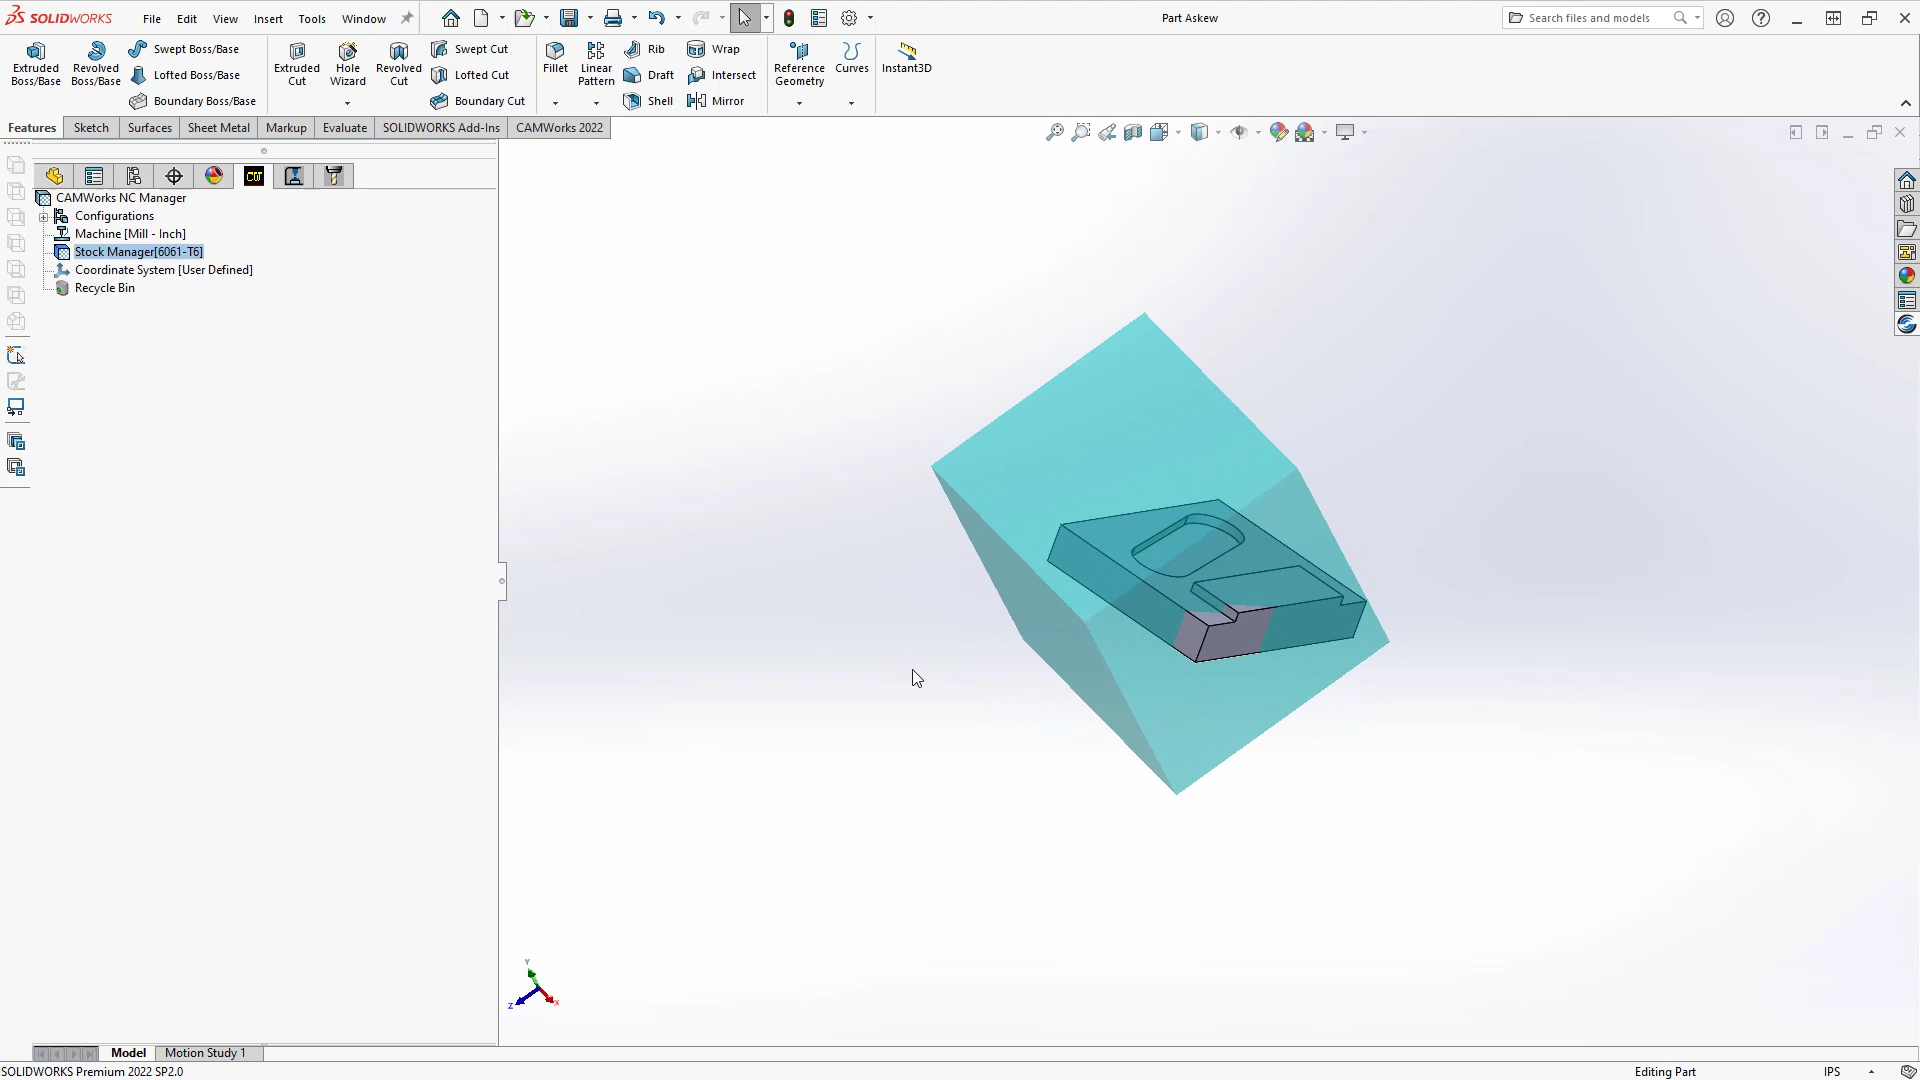 SOLIDWORKS File Edit View Insert Tools Window Part Askew Search files and models
Extruded Boss/Base
Revolved Boss/Base
Swept Boss/Base
Lofted Boss/Base
Boundary Boss/Base
Extruded Cut
Hole Wizard
Revolved Cut
Swept Cut
Lofted Cut
Boundary Cut
Fillet
Linear Pattern
Rib
Draft
Shell
Wrap
Intersect
Mirror
Reference Geometry
Curves
Instant3D
Features Sketch Surfaces Sheet Metal Markup Evaluate SOLIDWORKS Add-Ins CAMWorks 2022
CW
CAMWorks NC Manager
Configurations
Machine [Mill - Inch]
Stock Manager[6061-T6]
Coordinate System [User Defined]
Recycle Bin
Y
Z
X
Model Motion Study 1
SOLIDWORKS Premium 2022 SP2.0 Editing Part IPS